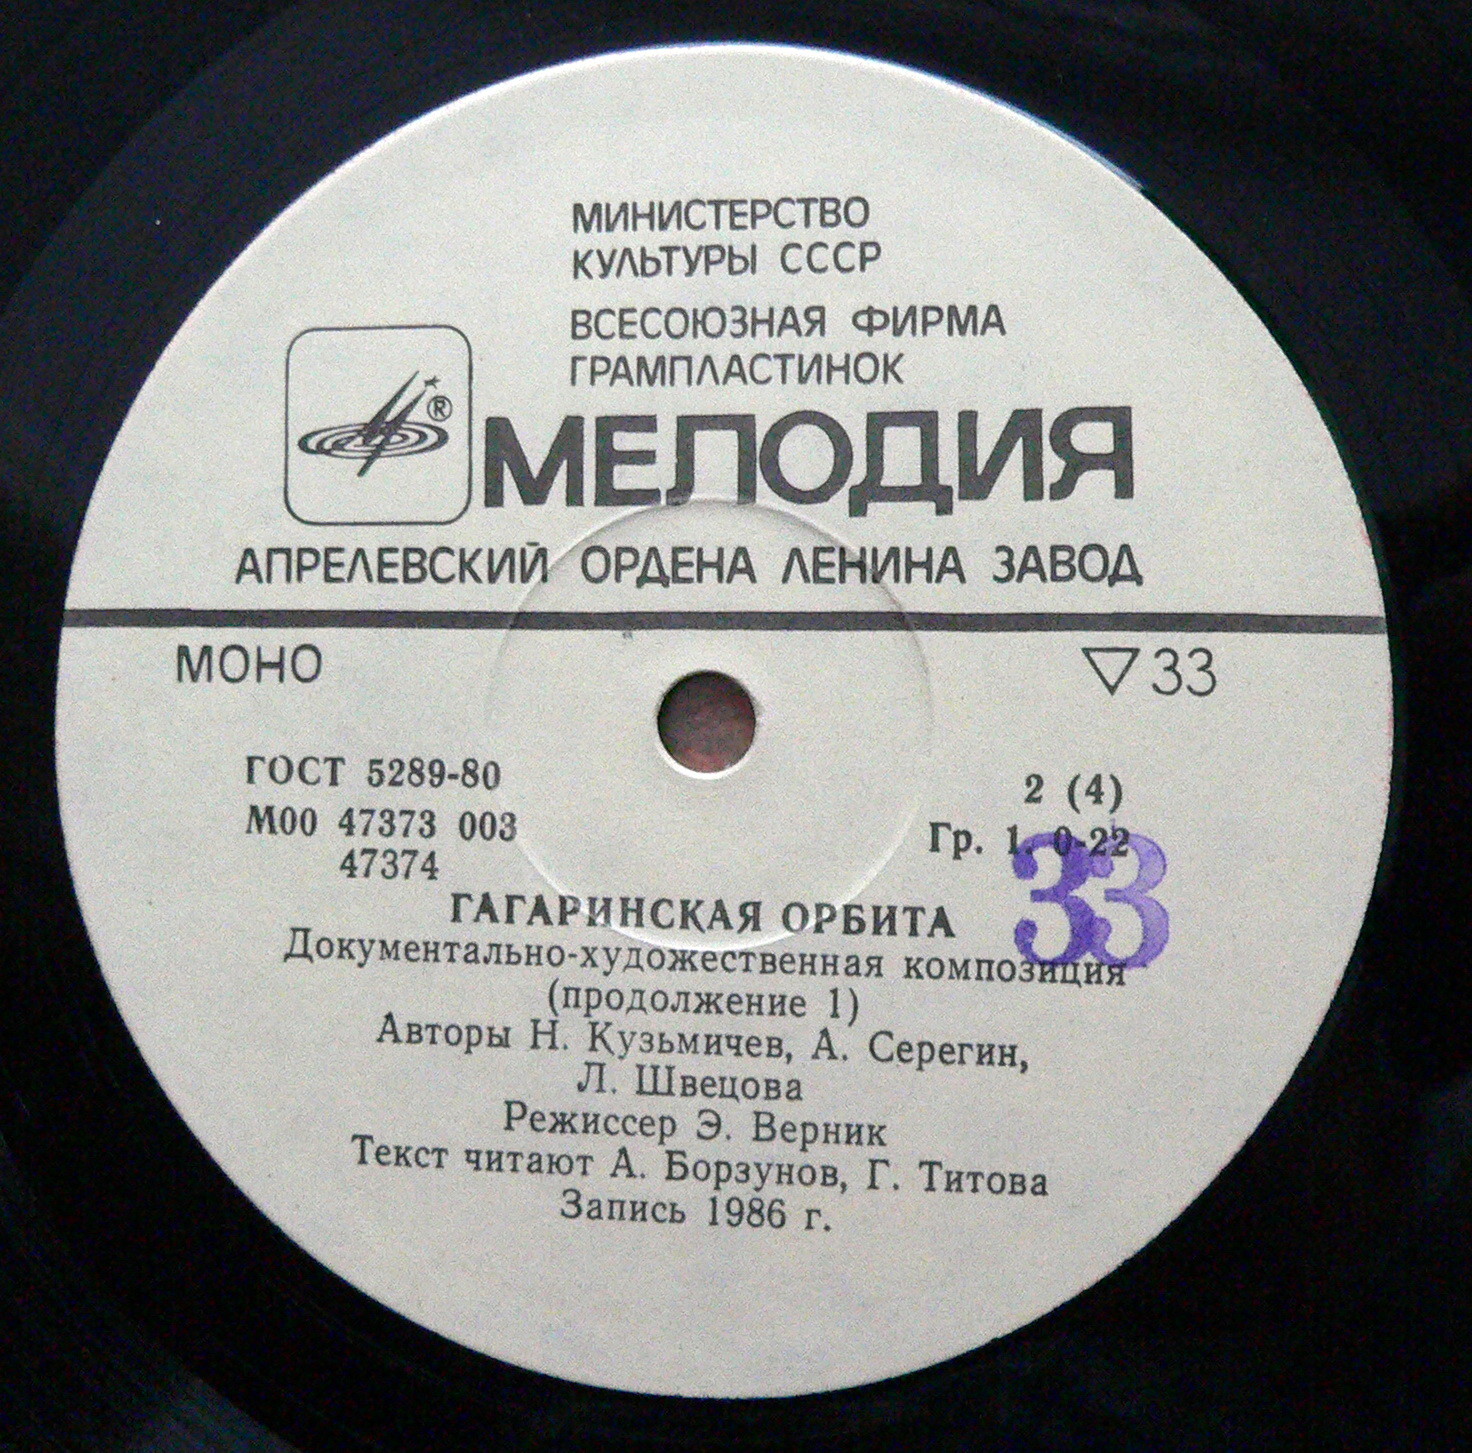 МИНИСТЕРСТВО
КУЛЬТУРЫ СССР
ВСЕСОЮЗНАЯ ФИРМА
ГРАМПЛАСТИНОК
®
МЕЛОДИЯ
АПРЕЛЕВСКИЙ ОРДЕНА ЛЕНИНА ЗАВОД
МОНО
▽33
ГОСТ 5289-80
2 (4)
М00 47373 003
Гр. 1. 0-22
47374
33
ГАГАРИНСКАЯ ОРБИТА
Документально-художественная композиция
(продолжение 1)
Авторы Н. Кузьмичев, А. Серегин,
Л. Швецова
Режиссер Э. Верник
Текст читают А. Борзунов, Г. Титова
Запись 1986 г.